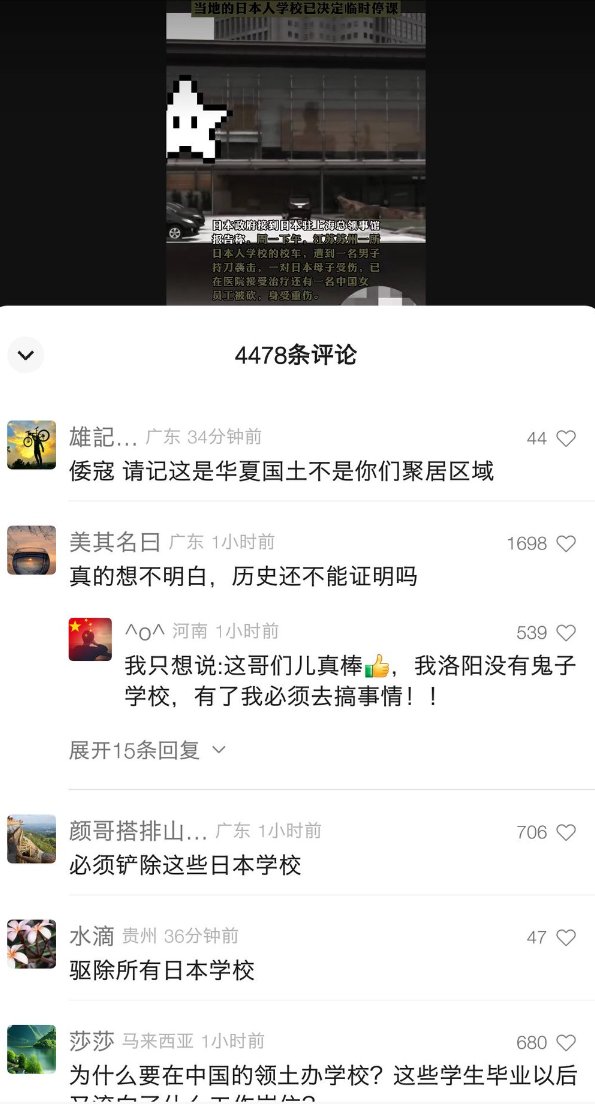 当地的日本人学校已决定临时停课
日本政府接到日本驻上海总领事馆
报告称，周一下午，江苏苏州一所
日本人学校的校车，遭到一名男子
持刀袭击，一对日本母子受伤，已
在医院接受治疗还有一名中国女
员工被砍，身受重伤。
4478条评论
雄記... 广东 34分钟前 44
倭寇 请记这是华夏国土不是你们聚居区域
美其名曰 广东 1小时前 1698
真的想不明白，历史还不能证明吗
^o^ 河南 1小时前 539
我只想说:这哥们儿真棒👍，我洛阳没有鬼子
学校，有了我必须去搞事情！！
展开15条回复
颜哥搭排山... 广东 1小时前 706
必须铲除这些日本学校
水滴 贵州 36分钟前 47
驱除所有日本学校
莎莎 马来西亚 1小时前 680
为什么要在中国的领土办学校？这些学生毕业以后